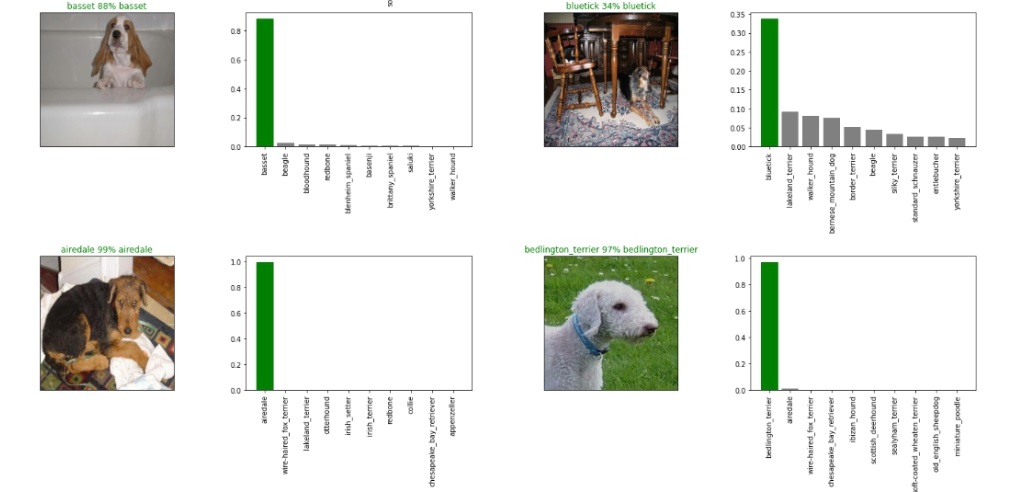 so
basset 88% basset
0.8
0.6
0.4
0.2
0.0
basset
beagle
bloodhound
redbone
blenheim_spaniel
basenji
brittany_spaniel
saluki
yorkshire_terrier
walker_hound
bluetick 34% bluetick
0.35
0.30
0.25
0.20
0.15
0.10
0.05
0.00
bluetick
lakeland_terrier
walker_hound
bernese_mountain_dog
border_terrier
beagle
silky_terrier
standard_schnauzer
entlebucher
yorkshire_terrier
airedale 99% airedale
1.0
0.8
0.6
0.4
0.2
0.0
airedale
wire-haired_fox_terrier
lakeland_terrier
otterhound
irish_setter
irish_terrier
redbone
collie
chesapeake_bay_retriever
appenzeller
bedlington_terrier 97% bedlington_terrier
1.0
0.8
0.6
0.4
0.2
0.0
bedlington_terrier
airedale
wire-haired_fox_terrier
chesapeake_bay_retriever
ibizan_hound
scottish_deerhound
sealyham_terrier
oft-coated_wheaten_terrier
old_english_sheepdog
miniature_poodle